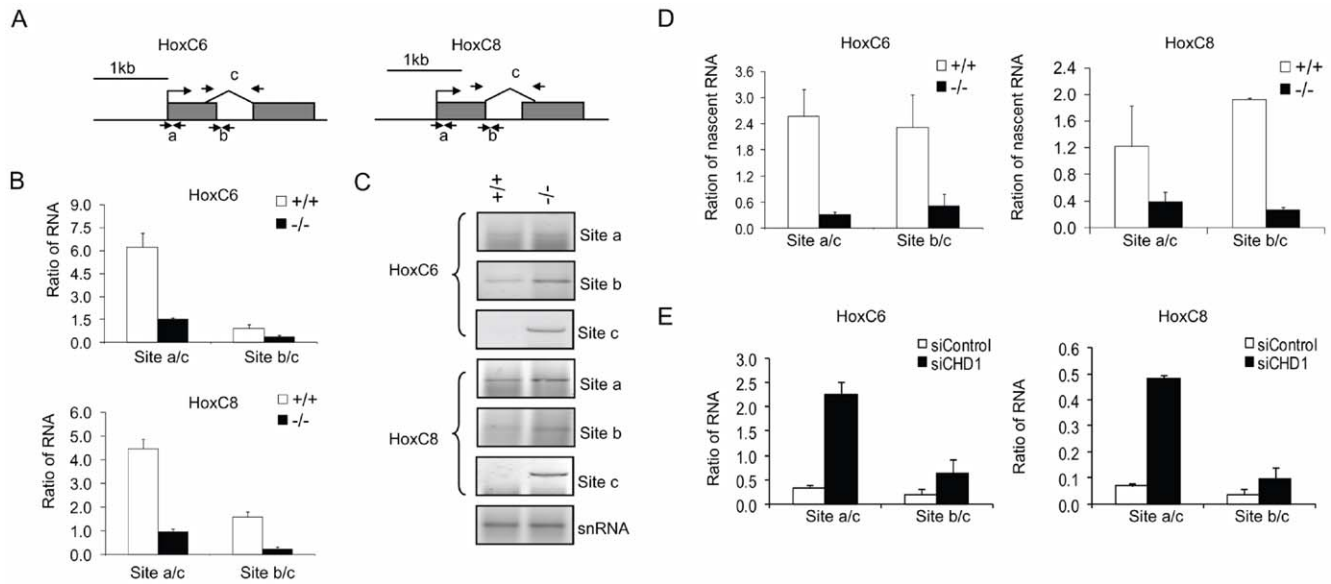 A
HoxC6
1kb
c
a
b
HoxC8
1kb
c
a
b
B
HoxC6
Ratio of RNA
9.0
7.5
6.0
4.5
3.0
1.5
0.0
+/+
-/-
Site a/c
Site b/c
HoxC8
Ratio of RNA
6.0
5.0
4.0
3.0
2.0
1.0
0.0
+/+
-/-
Site a/c
Site b/c
C
+/+
-/-
HoxC6
Site a
Site b
Site c
HoxC8
Site a
Site b
Site c
snRNA
D
HoxC6
Ration of nascent RNA
3.6
3.0
2.4
1.8
1.2
0.6
0.0
+/+
-/-
Site a/c
Site b/c
HoxC8
Ratio of nascent RNA
2.4
2.0
1.6
1.2
0.8
0.4
0.0
+/+
-/-
Site a/c
Site b/c
E
HoxC6
Ratio of RNA
3.0
2.5
2.0
1.5
1.0
0.5
0.0
siControl
siCHD1
Site a/c
Site b/c
HoxC8
Ratio of RNA
0.6
0.5
0.4
0.3
0.2
0.1
0.0
siControl
siCHD1
Site a/c
Site b/c